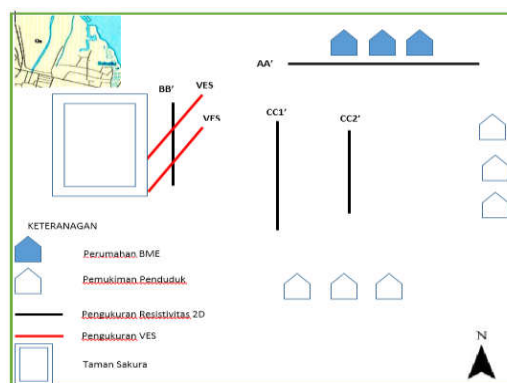 AA'
BB'
VES
VES
CC1'
CC2'
KETERANAGAN
Perumahan BME
Pemukiman Penduduk
Pengukuran Resistivitas 2D
Pengukuran VES
Taman Sakura
N